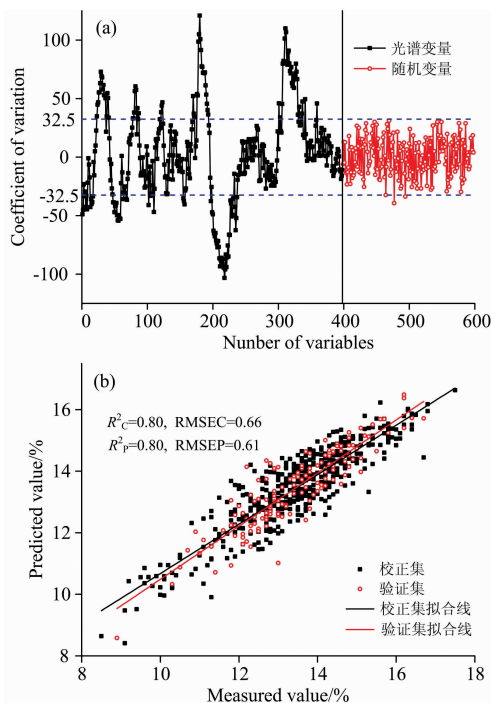 (a)
光谱变量
随机变量
100
50
32.5
0
-32.5
-50
-100
Coefficient of variation
0 100 200 300 400 500 600
Nunber of variables
(b)
R²C=0.80, RMSEC=0.66
R²P=0.80, RMSEP=0.61
16
14
12
10
8
Predicted value/%
校正集
验证集
校正集拟合线
验证集拟合线
8 10 12 14 16 18
Measured value/%